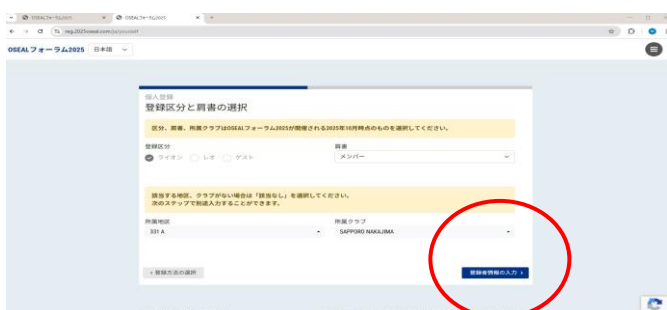 OSEALフォーラム2025
OSEALフォーラム2025
reg.2025oseal.com/ja/yourself
OSEALフォーラム2025 日本語
個人登録
登録区分と肩書の選択
区分、肩書、所属クラブはOSEALフォーラム2025が開催される2025年10月時点のものを選択してください。
登録区分 肩書
ライオン レオ ゲスト メンバー
該当する地区、クラブがない場合は「該当なし」を選択してください。
次のステップで別途入力することができます。
所属地区 所属クラブ
331 A SAPPORO NAKAJIMA
‹ 登録方法の選択 登録者情報の入力 ›